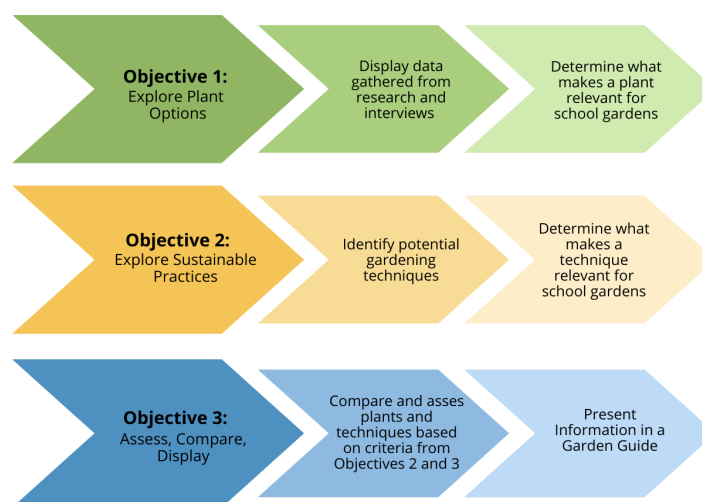 Objective 1:
Explore Plant
Options
Display data
gathered from
research and
interviews
Determine what
makes a plant
relevant for
school gardens
Objective 2:
Explore Sustainable
Practices
Identify potential
gardening
techniques
Determine what
makes a
technique
relevant for
school gardens
Objective 3:
Assess, Compare,
Display
Compare and asses
plants and
techniques based
on criteria from
Objectives 2 and 3
Present
Information in a
Garden Guide